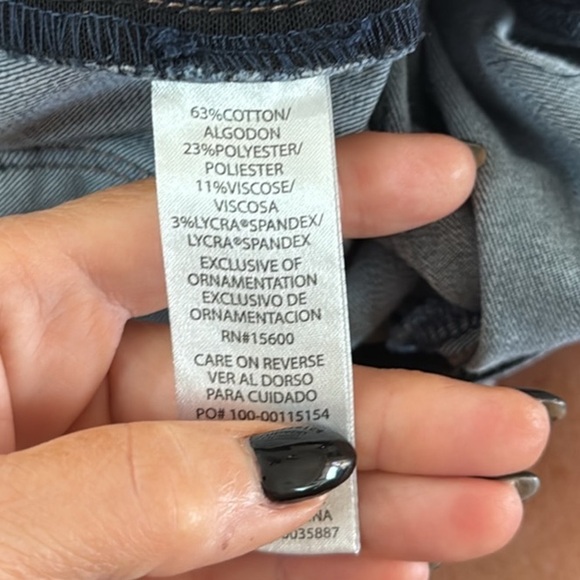 63%COTTON/
ALGODON
23%POLYESTER/
POLIESTER
11%VISCOSE/
VISCOSA
3%LYCRA®SPANDEX/
LYCRA®SPANDEX
EXCLUSIVE OF
ORNAMENTATION
EXCLUSIVO DE
ORNAMENTACION
RN#15600
CARE ON REVERSE
VER AL DORSO
PARA CUIDADO
PO# 100-00115154